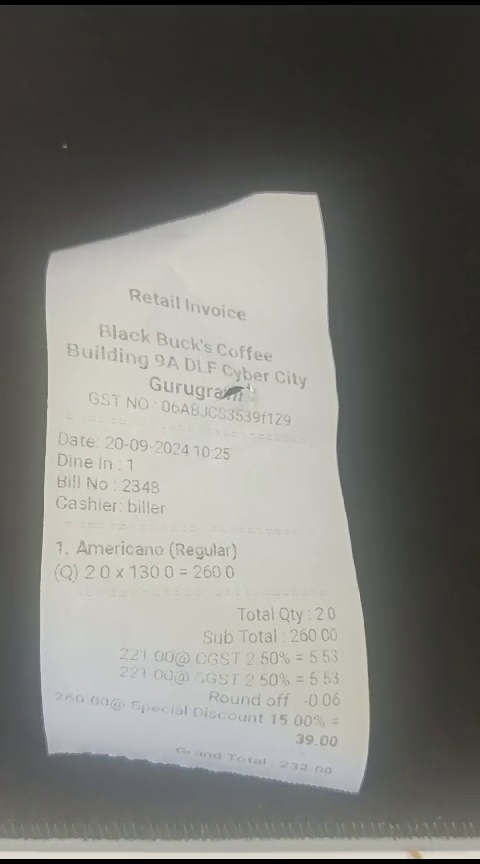 Retail Invoice
Black Buck's Coffee
Building 9A DLF Cyber City
Gurugram
GST NO : 06ABJCS3539f1Z9
Date: 20-09-2024 10:25
Dine In : 1
Bill No : 2348
Cashier: biller
1. Americano (Regular)
(Q) 2.0 x 130.0 = 260.0
Total Qty : 2.0
Sub Total : 260.00
221.00@ CGST 2.50% = 5.53
221.00@ SGST 2.50% = 5.53
Round off : -0.06
260.00@ Special Discount 15.00% =
39.00
Grand Total : 232.00